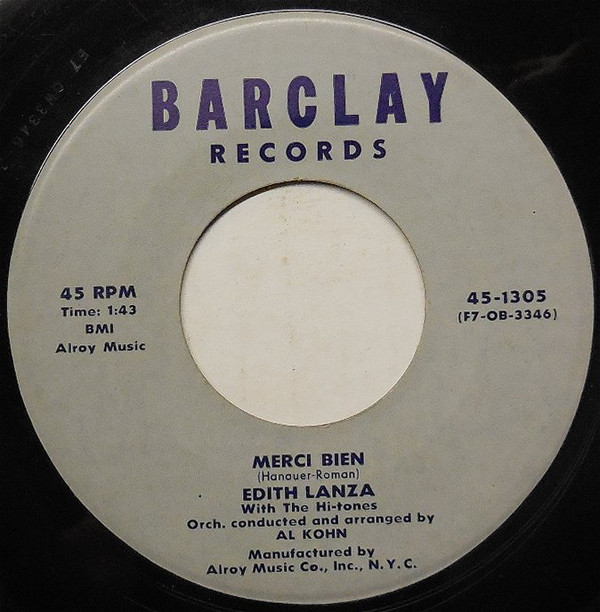 BARCLAY
RECORDS
45 RPM
Time: 1:43
BMI
Alroy Music
45-1305
(F7-OB-3346)
MERCI BIEN
(Hanauer-Roman)
EDITH LANZA
With The Hi-tones
Orch. conducted and arranged by
AL KOHN
Manufactured by
Alroy Music Co., Inc., N.Y.C.